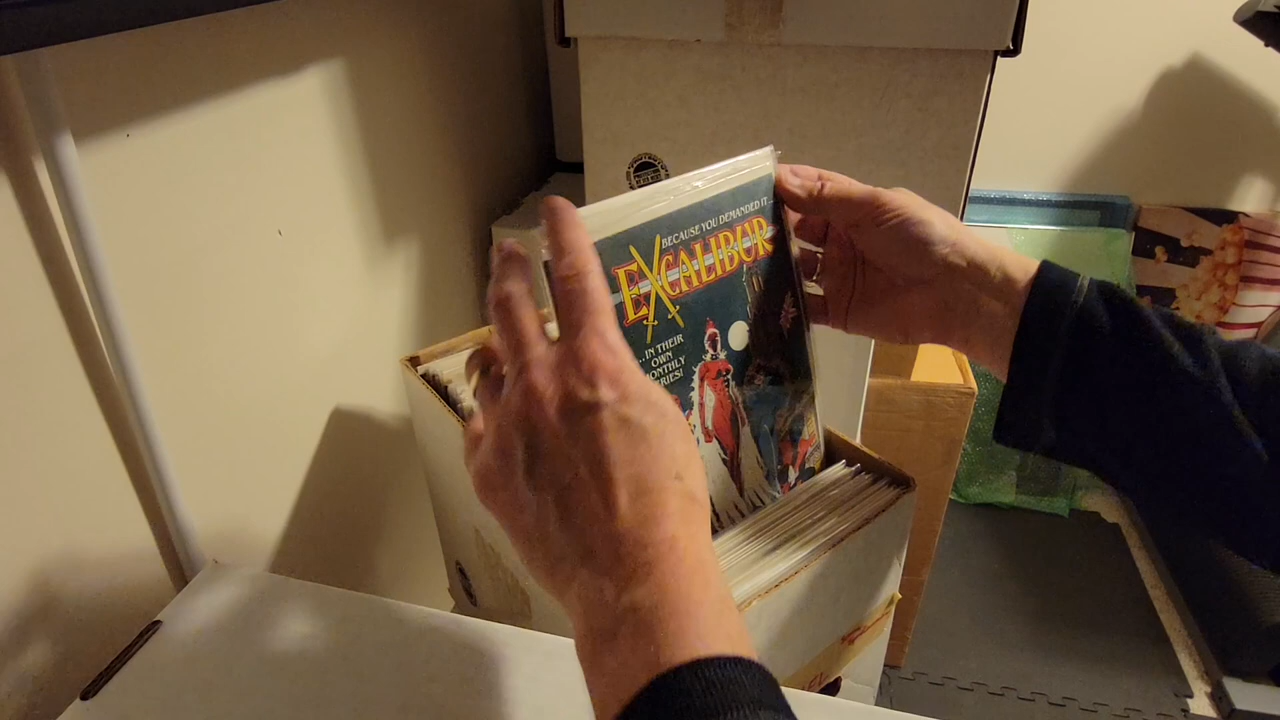 BECAUSE YOU DEMANDED IT...
EXCALIBUR
...IN THEIR
OWN
MONTHLY
SERIES!